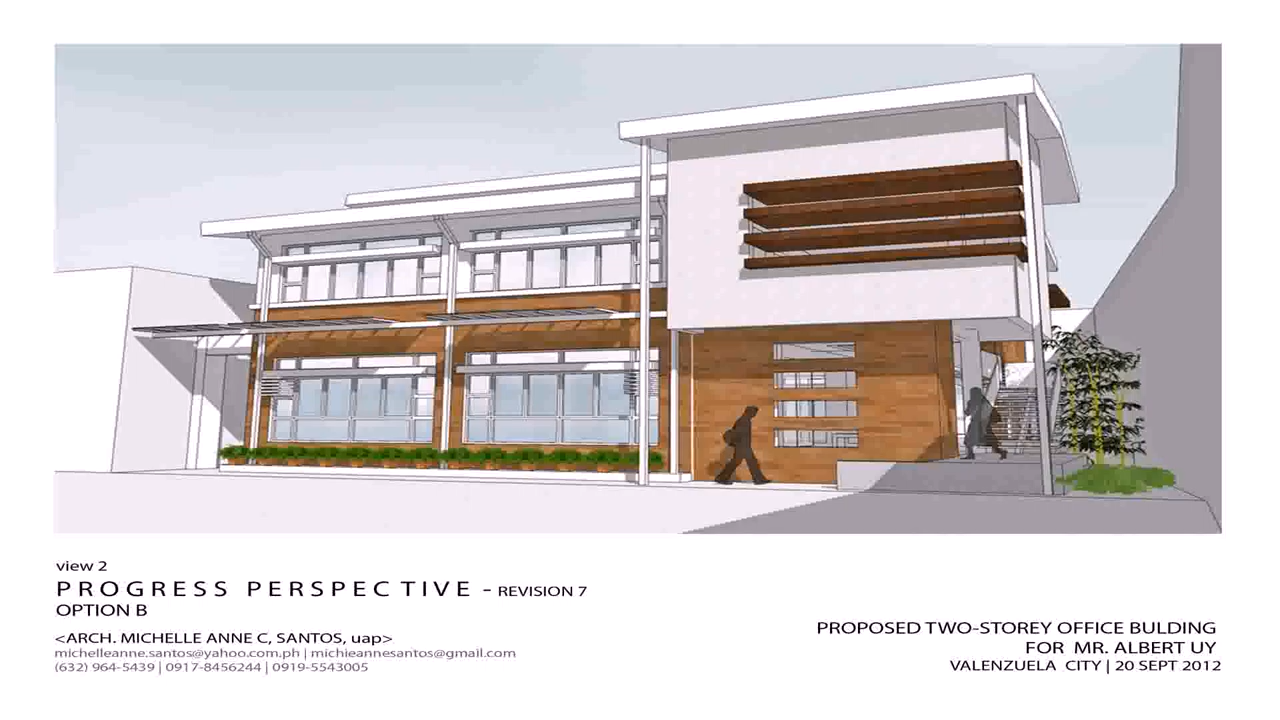 view 2
PROGRESS PERSPECTIVE - REVISION 7
OPTION B
<ARCH. MICHELLE ANNE C, SANTOS, uap>
michelleanne.santos@yahoo.com.ph | michieannesantos@gmail.com
(632) 964-5439 | 0917-8456244 | 0919-5543005
PROPOSED TWO-STOREY OFFICE BULDING
FOR MR. ALBERT UY
VALENZUELA CITY | 20 SEPT 2012